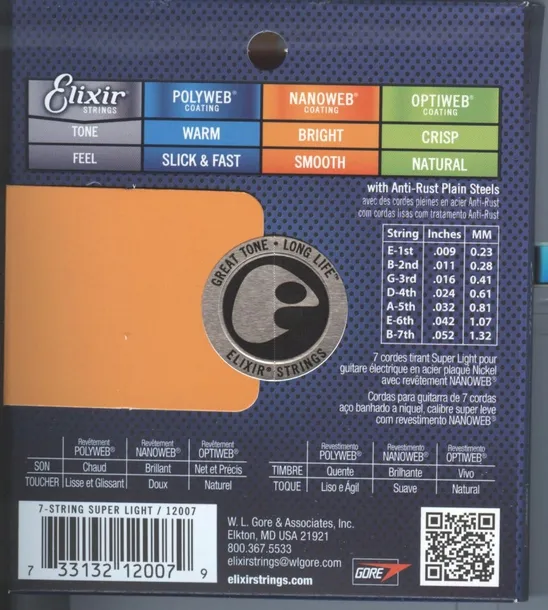 Elixir® STRINGS POLYWEB® COATING NANOWEB® COATING OPTIWEB® COATING
TONE WARM BRIGHT CRISP
FEEL SLICK & FAST SMOOTH NATURAL
with Anti-Rust Plain Steels
avec des cordes pleines en acier Anti-Rust
com cordas lisas com tratamento Anti-Rust
String Inches MM
E-1st .009 0.23
B-2nd .011 0.28
G-3rd .016 0.41
D-4th .024 0.61
A-5th .032 0.81
E-6th .042 1.07
B-7th .052 1.32
GREAT TONE • LONG LIFE™
ELIXIR® STRINGS
7 cordes tirant Super Light pour
guitare électrique en acier plaqué Nickel
avec revêtement NANOWEB®
Cordas para guitarra de 7 cordas
aço banhado a níquel, calibre super leve
com revestimento NANOWEB®
Revêtement POLYWEB® Revêtement NANOWEB® Revêtement OPTIWEB®
SON Chaud Brillant Net et Précis
TOUCHER Lisse et Glissant Doux Naturel
Revestimento POLYWEB® Revestimento NANOWEB® Revestimento OPTIWEB®
TIMBRE Quente Brilhante Vivo
TOQUE Liso e Ágil Suave Natural
7-STRING SUPER LIGHT / 12007
7 33132 12007 9
W. L. Gore & Associates, Inc.
Elkton, MD USA 21921
800.367.5533
elixirstrings@wlgore.com
elixirstrings.com
GORE